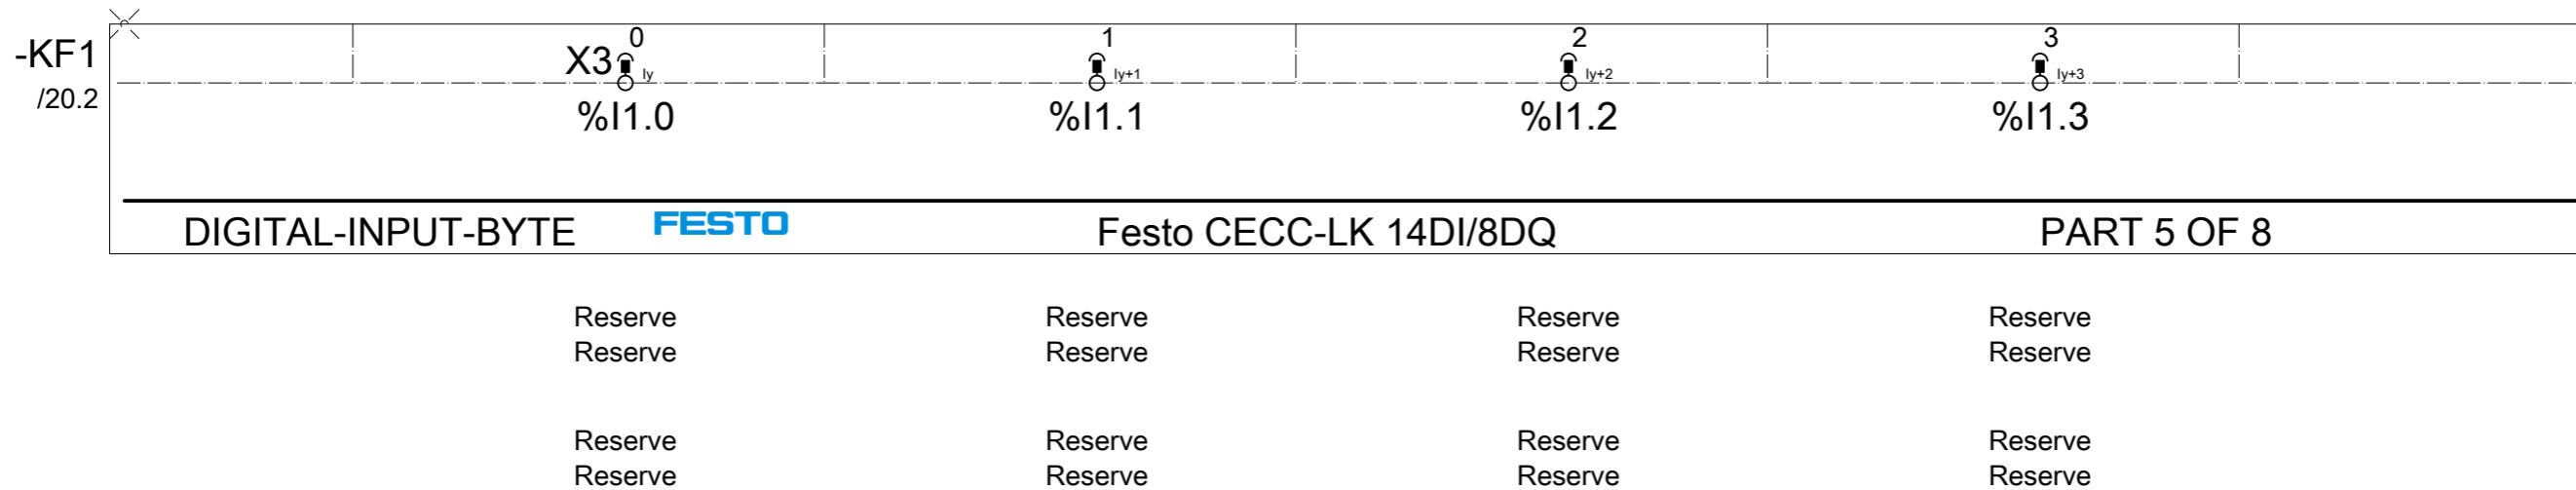 0 1 2 3
-KF1 X3
Iy Iy+1 Iy+2 Iy+3
/20.2
%I1.0 %I1.1 %I1.2 %I1.3
DIGITAL-INPUT-BYTE FESTO Festo CECC-LK 14DI/8DQ PART 5 OF 8
Reserve Reserve Reserve Reserve
Reserve Reserve Reserve Reserve
Reserve Reserve Reserve Reserve
Reserve Reserve Reserve Reserve